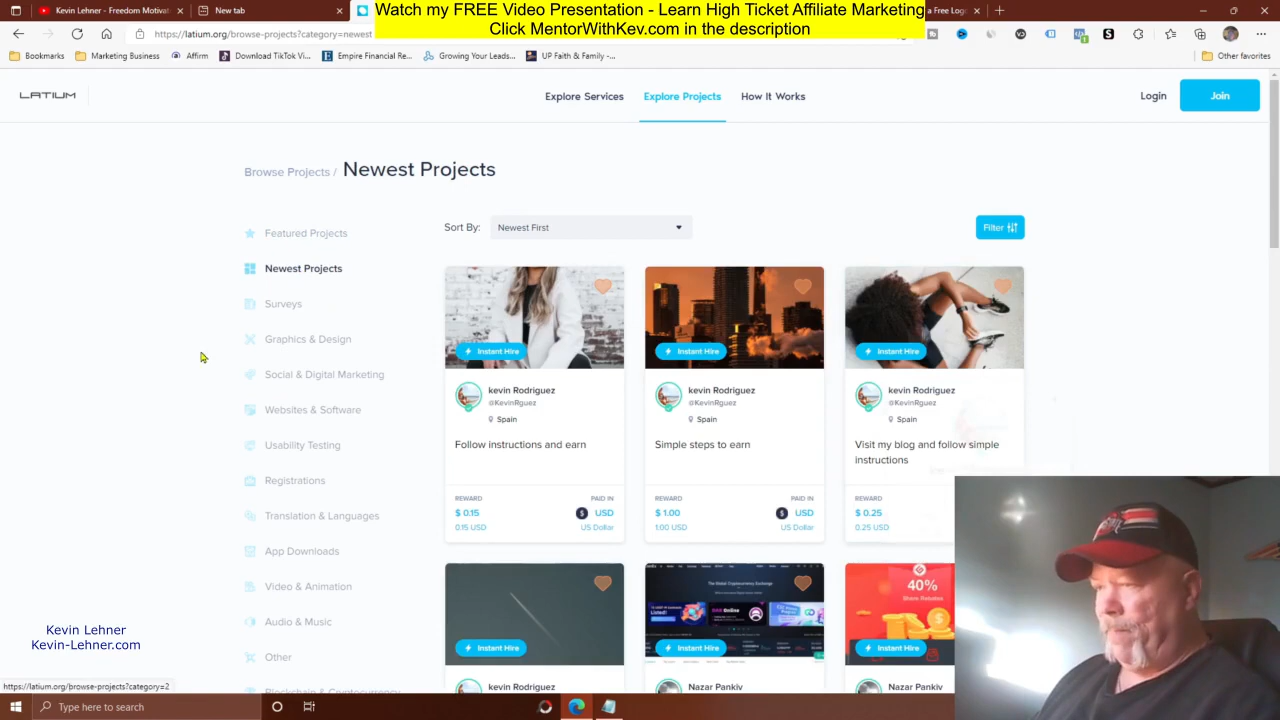 Watch my FREE Video Presentation - Learn High Ticket Affiliate Marketing
Click MentorWithKev.com in the description
Kevin Lehner - Freedom Motivat
New tab
Free Logo
https://latium.org/browse-projects?category=newest
Bookmarks
Marketing Business
Affirm
Download TikTok Vi...
Empire Financial Re...
Growing Your Leads...
UP Faith & Family -...
Other favorites
LATIUM
Explore Services
Explore Projects
How It Works
Login
Join
Browse Projects / Newest Projects
Sort By:
Newest First
Filter
Featured Projects
Newest Projects
Surveys
Graphics & Design
Social & Digital Marketing
Websites & Software
Usability Testing
Registrations
Translation & Languages
App Downloads
Video & Animation
Audio & Music
Other
Blockchain & Cryptocurrency
Instant Hire
kevin Rodriguez
@KevinRguez
Spain
Follow instructions and earn
REWARD
PAID IN
$ 0.15
USD
0.15 USD
US Dollar
Instant Hire
kevin Rodriguez
@KevinRguez
Spain
Simple steps to earn
REWARD
PAID IN
$ 1.00
USD
1.00 USD
US Dollar
Instant Hire
kevin Rodriguez
@KevinRguez
Spain
Visit my blog and follow simple
instructions
REWARD
$ 0.25
0.25 USD
Instant Hire
kevin Rodriguez
Instant Hire
Nazar Pankiv
40%
Instant Hire
Nazar Pankiv
Kevin Lehner
Kevin-Lehner.com
https://latium.org/browse-projects?category=2
Type here to search